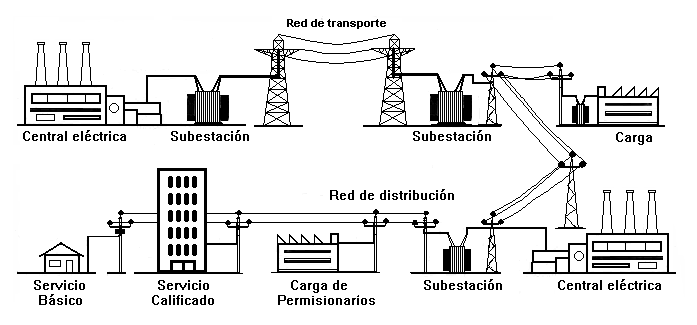 Red de transporte
Central eléctrica
Subestación
Subestación
Carga
Red de distribución
Servicio
Básico
Servicio
Calificado
Carga de
Permisionarios
Subestación
Central eléctrica